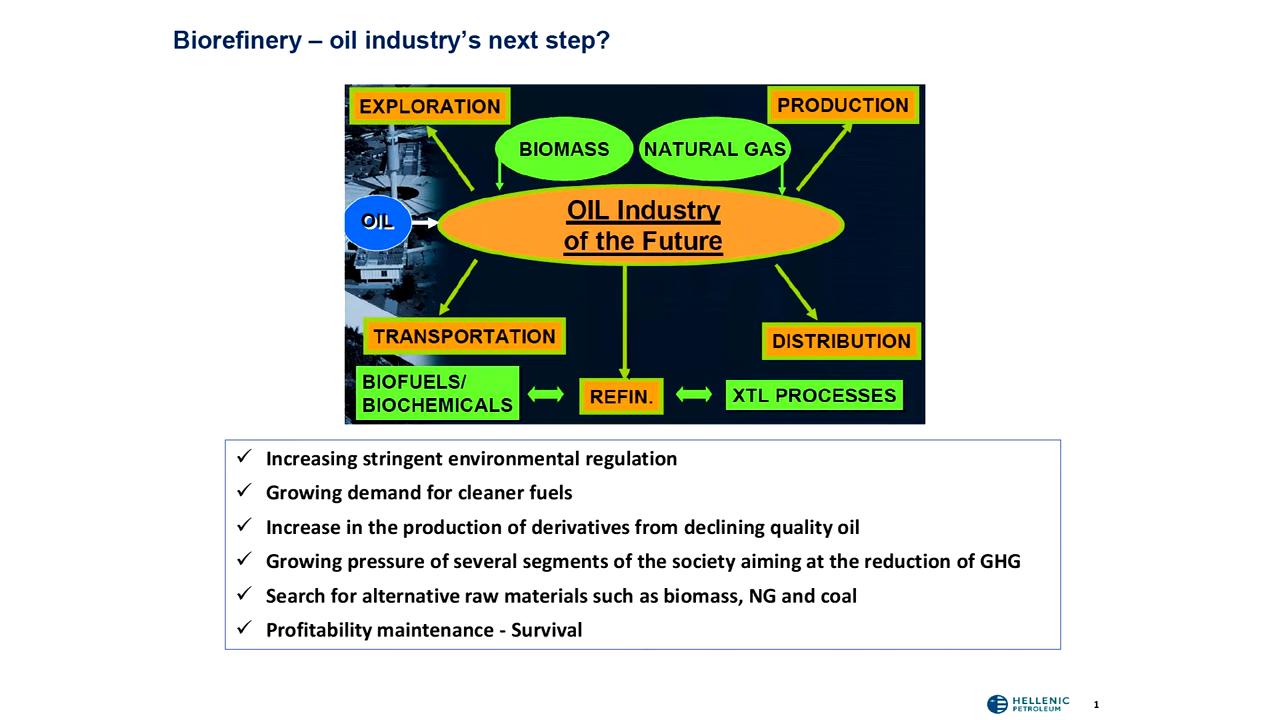 Biorefinery – oil industry’s next step?
EXPLORATION
PRODUCTION
BIOMASS
NATURAL GAS
OIL
OIL Industry
of the Future
TRANSPORTATION
DISTRIBUTION
BIOFUELS/
BIOCHEMICALS
REFIN.
XTL PROCESSES
✓ Increasing stringent environmental regulation
✓ Growing demand for cleaner fuels
✓ Increase in the production of derivatives from declining quality oil
✓ Growing pressure of several segments of the society aiming at the reduction of GHG
✓ Search for alternative raw materials such as biomass, NG and coal
✓ Profitability maintenance - Survival
HELLENIC
PETROLEUM
1